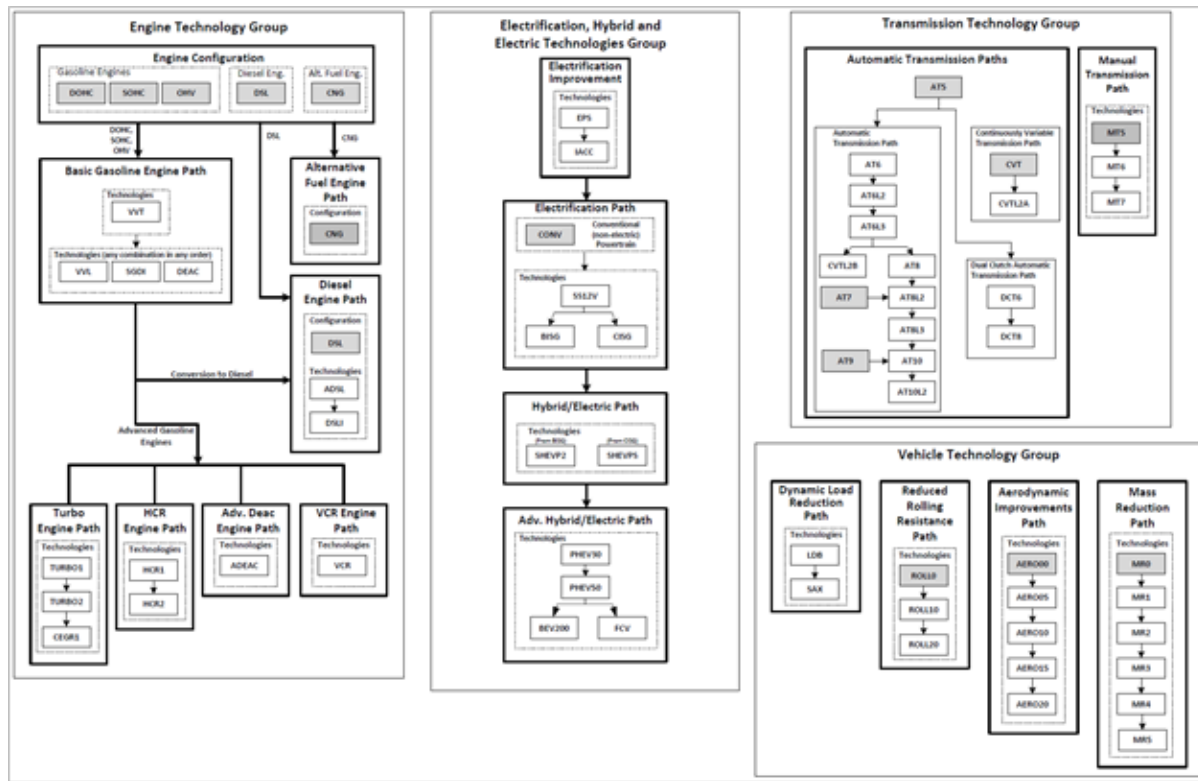 Engine Technology Group
Engine Configuration
Gasoline Engines
DOHC
SOHC
OHV
Diesel Eng.
DSL
Alt. Fuel Eng.
CNG
DOHC,
SOHC,
OHV
DSL
CNG
Basic Gasoline Engine Path
Technologies
VVT
Technologies (any combination in any order)
VVL
SGDI
DEAC
Alternative
Fuel Engine
Path
Configuration
CNG
Diesel
Engine Path
Configuration
DSL
Technologies
ADSL
DSLI
Conversion to Diesel
Advanced Gasoline
Engines
Turbo
Engine Path
Technologies
TURBO1
TURBO2
CEGR1
HCR
Engine Path
Technologies
HCR1
HCR2
Adv. Deac
Engine Path
Technologies
ADEAC
VCR Engine
Path
Technologies
VCR
Electrification, Hybrid and
Electric Technologies Group
Electrification
Improvement
Technologies
EPS
IACC
Electrification Path
CONV
Conventional
(non-electric)
Powertrain
Technologies
SS12V
BISG
CISG
Hybrid/Electric Path
Technologies
(From BISG)
(From CISG)
SHEVP2
SHEVPS
Adv. Hybrid/Electric Path
Technologies
PHEV30
PHEV50
BEV200
FCV
Transmission Technology Group
Automatic Transmission Paths
AT5
Automatic
Transmission Path
AT6
AT6L2
AT6L3
CVTL2B
AT8
AT7
AT8L2
AT8L3
AT9
AT10
AT10L2
Continuously Variable
Transmission Path
CVT
CVTL2A
Dual Clutch Automatic
Transmission Path
DCT6
DCT8
Manual
Transmission
Path
Technologies
MT5
MT6
MT7
Vehicle Technology Group
Dynamic Load
Reduction
Path
Technologies
LDB
SAX
Reduced
Rolling
Resistance
Path
Technologies
ROLL0
ROLL10
ROLL20
Aerodynamic
Improvements
Path
Technologies
AERO00
AERO05
AERO10
AERO15
AERO20
Mass
Reduction
Path
Technologies
MR0
MR1
MR2
MR3
MR4
MR5